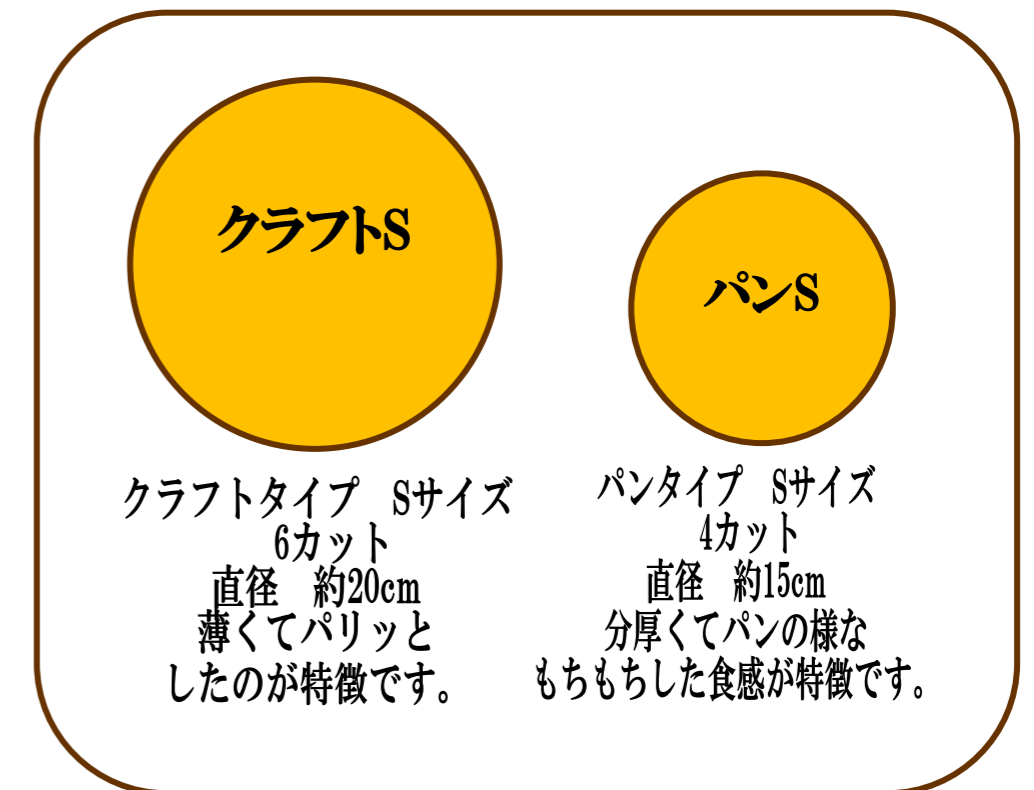 クラフトS
クラフトタイプ　Sサイズ
6カット
直径　約20cm
薄くてパリッと
したのが特徴です。
パンS
パンタイプ　Sサイズ
4カット
直径　約15cm
分厚くてパンの様な
もちもちした食感が特徴です。